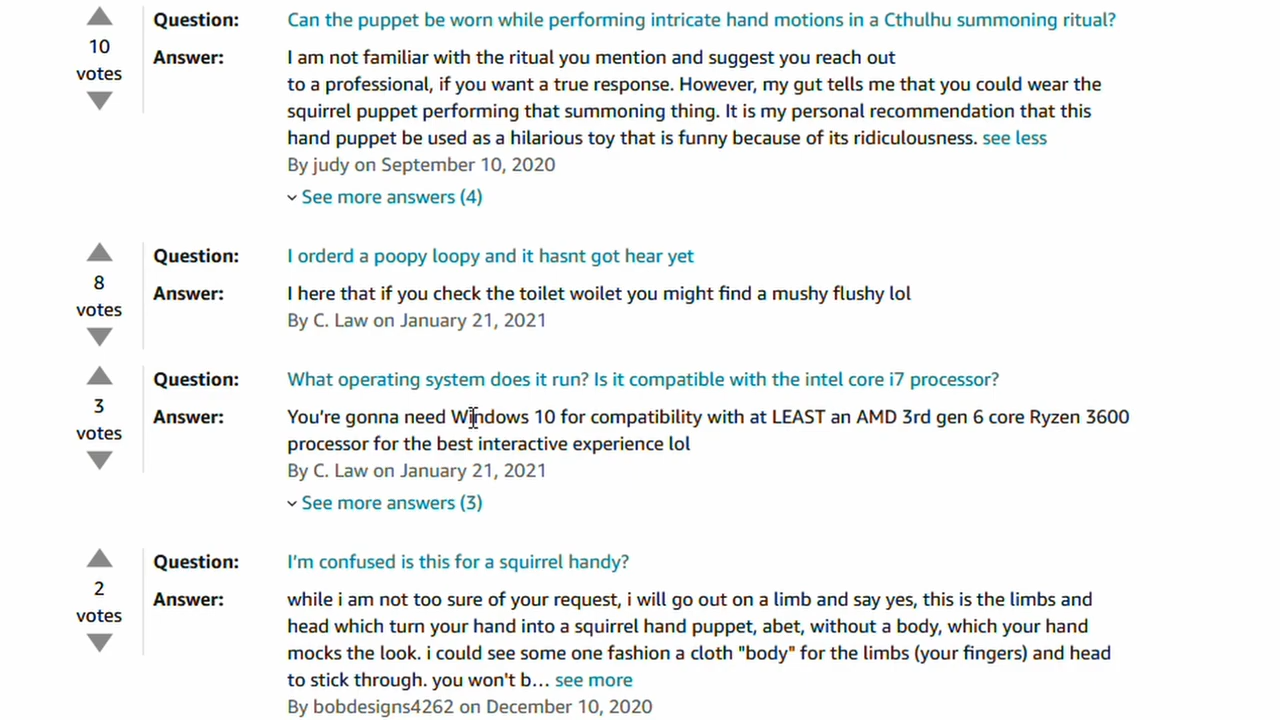 Question: Can the puppet be worn while performing intricate hand motions in a Cthulhu summoning ritual?
10
votes
Answer: I am not familiar with the ritual you mention and suggest you reach out
to a professional, if you want a true response. However, my gut tells me that you could wear the
squirrel puppet performing that summoning thing. It is my personal recommendation that this
hand puppet be used as a hilarious toy that is funny because of its ridiculousness. see less
By judy on September 10, 2020
See more answers (4)
Question: I orderd a poopy loopy and it hasnt got hear yet
8
votes
Answer: I here that if you check the toilet woilet you might find a mushy flushy lol
By C. Law on January 21, 2021
Question: What operating system does it run? Is it compatible with the intel core i7 processor?
3
votes
Answer: You're gonna need Windows 10 for compatibility with at LEAST an AMD 3rd gen 6 core Ryzen 3600
processor for the best interactive experience lol
By C. Law on January 21, 2021
See more answers (3)
Question: I'm confused is this for a squirrel handy?
2
votes
Answer: while i am not too sure of your request, i will go out on a limb and say yes, this is the limbs and
head which turn your hand into a squirrel hand puppet, abet, without a body, which your hand
mocks the look. i could see some one fashion a cloth "body" for the limbs (your fingers) and head
to stick through. you won't b... see more
By bobdesigns4262 on December 10, 2020